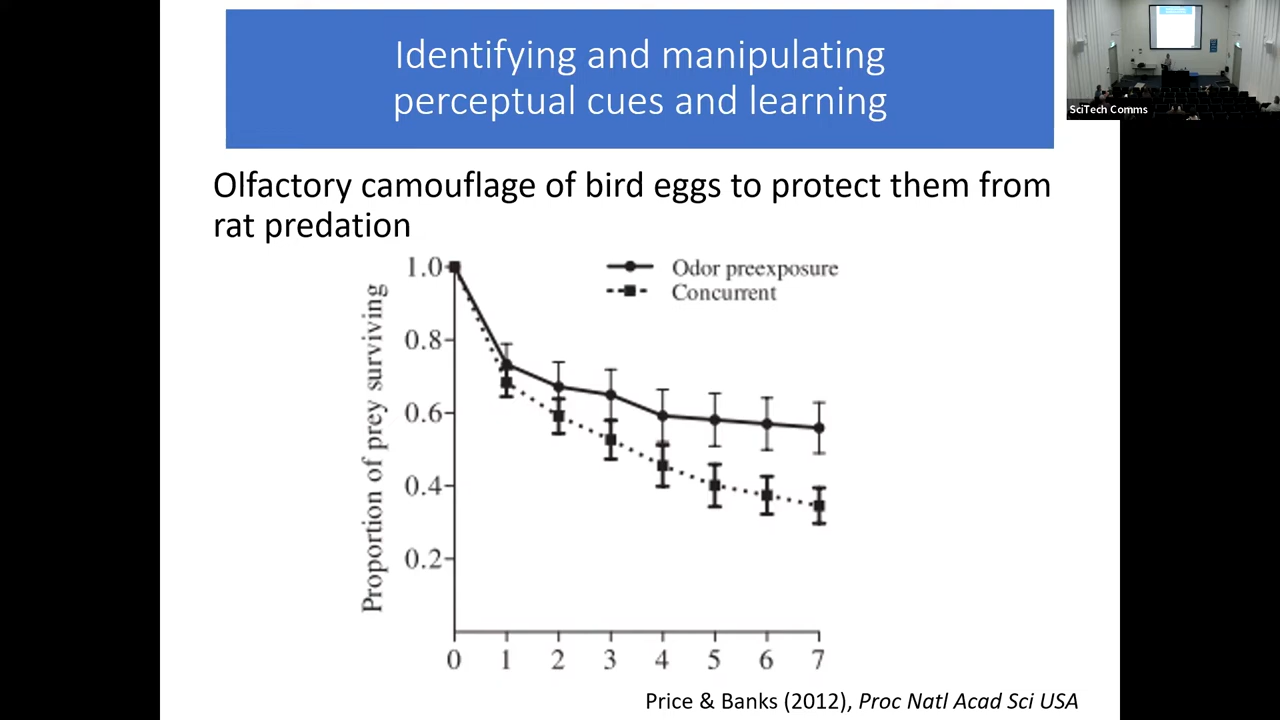 Identifying and manipulating
perceptual cues and learning
SciTech Comms
Olfactory camouflage of bird eggs to protect them from
rat predation
Odor preexposure
Concurrent
Proportion of prey surviving
1.0
0.8
0.6
0.4
0.2
0 1 2 3 4 5 6 7
Price & Banks (2012), Proc Natl Acad Sci USA